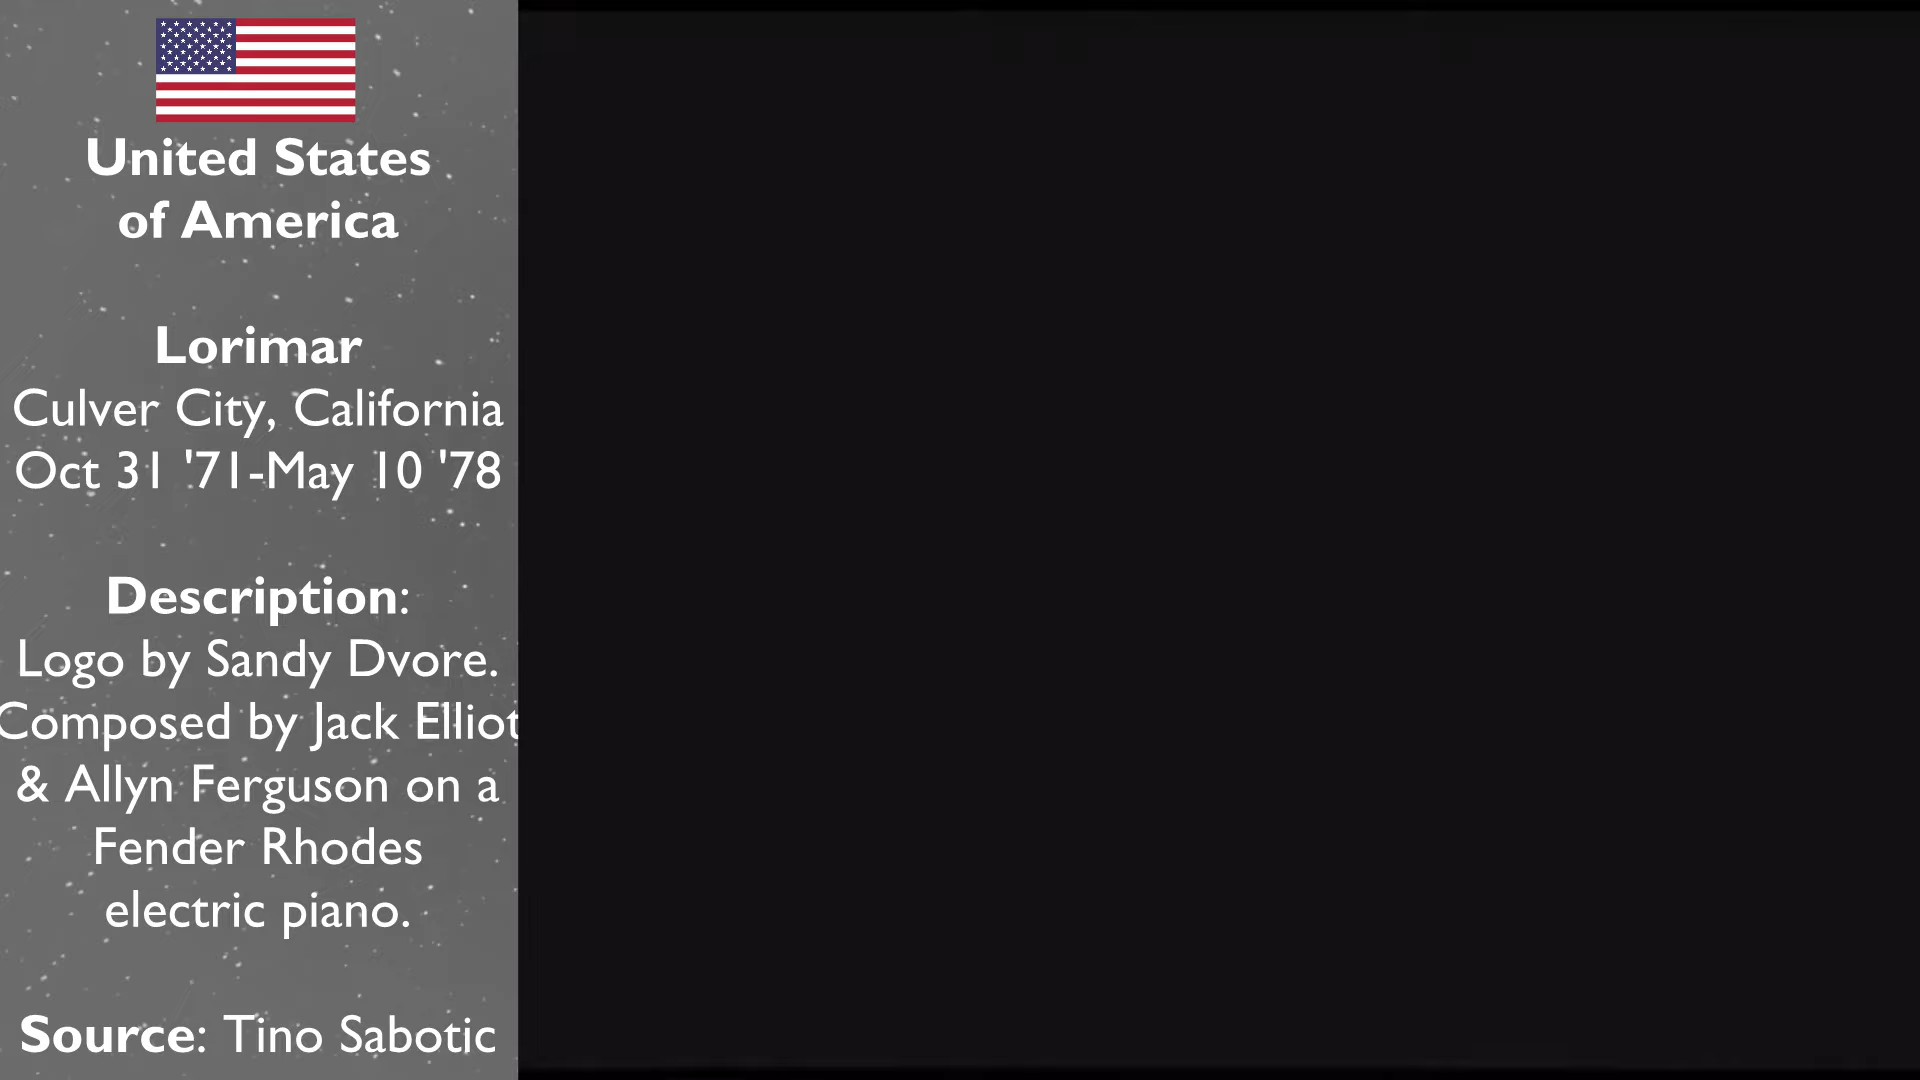 United States
of America
Lorimar
Culver City, California
Oct 31 '71-May 10 '78
Description:
Logo by Sandy Dvore.
Composed by Jack Elliot
& Allyn Ferguson on a
Fender Rhodes
electric piano.
Source: Tino Sabotic